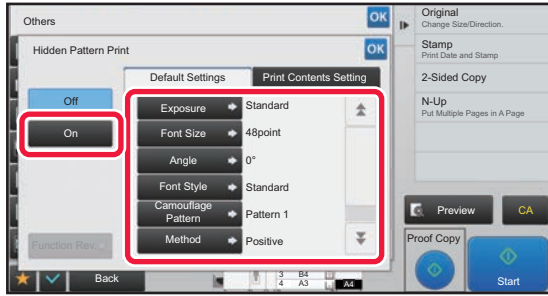 Others
OK
Hidden Pattern Print
OK
Default Settings
Print Contents Setting
Off
On
Exposure
Standard
Font Size
48point
Angle
0°
Font Style
Standard
Camouflage
Pattern
Pattern 1
Method
Positive
Function Rev.
Back
3 B4
4 A3
A4
Original
Change Size/Direction.
Stamp
Print Date and Stamp
2-Sided Copy
N-Up
Put Multiple Pages in A Page
Preview
CA
Proof Copy
Start